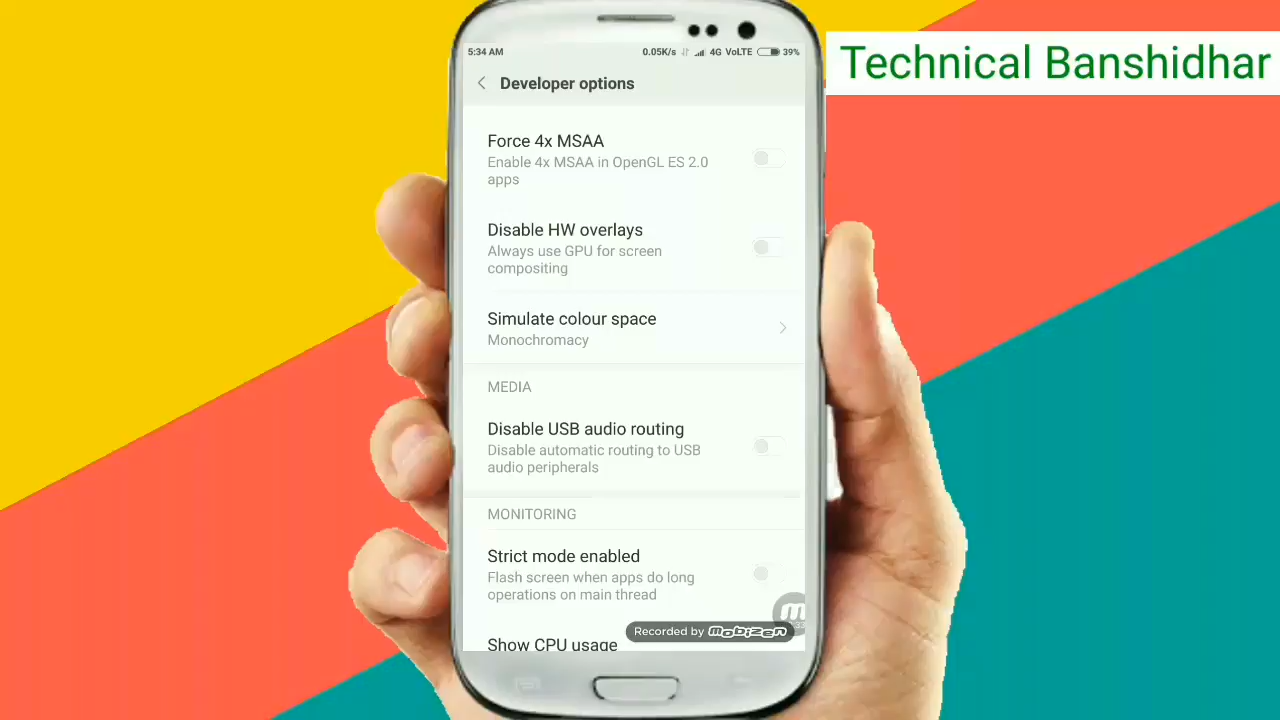 Technical Banshidhar
5:34 AM 0.05K/s 4G VoLTE 39%
Developer options
Force 4x MSAA
Enable 4x MSAA in OpenGL ES 2.0
apps
Disable HW overlays
Always use GPU for screen
compositing
Simulate colour space
Monochromacy
MEDIA
Disable USB audio routing
Disable automatic routing to USB
audio peripherals
MONITORING
Strict mode enabled
Flash screen when apps do long
operations on main thread
Recorded by mobizen
Show CPU usage